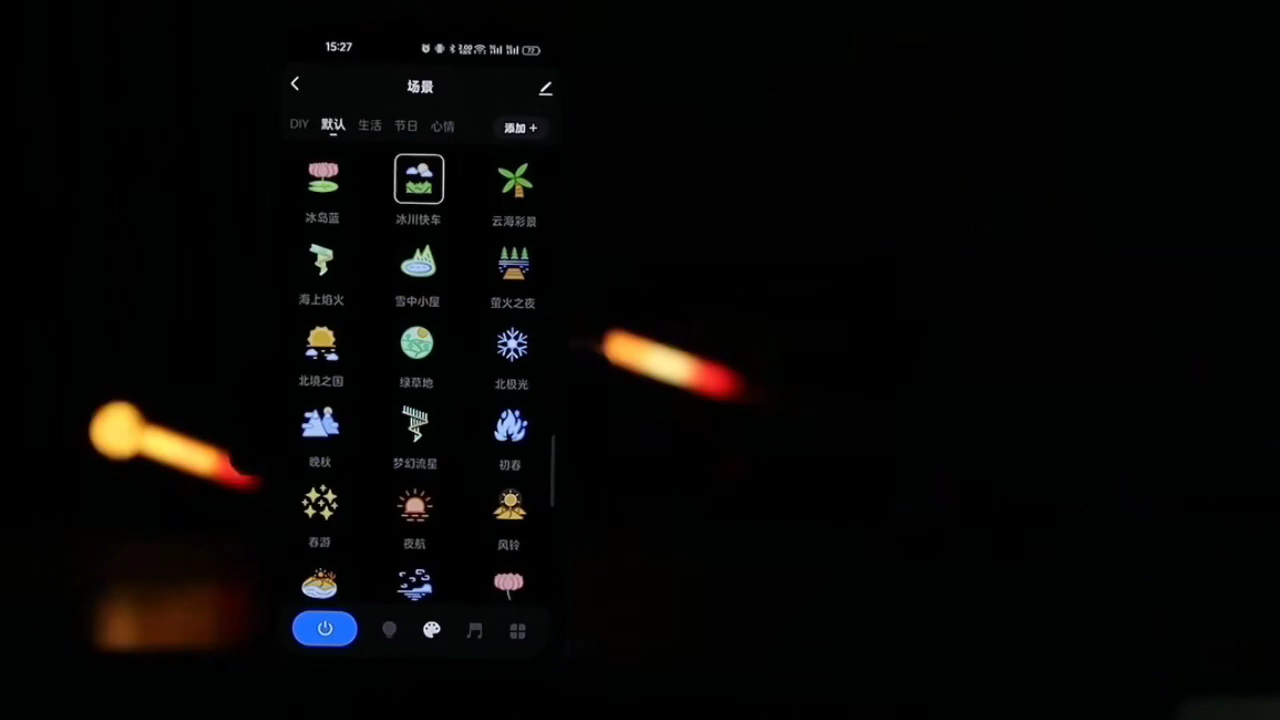 15:27
场景
DIY 默认 生活 节日 心情 添加 +
冰岛蓝 冰川快车 云海彩景
海上焰火 雪中小屋 萤火之夜
北境之国 绿草地 北极光
晚秋 梦幻流星 初春
春游 夜航 风铃